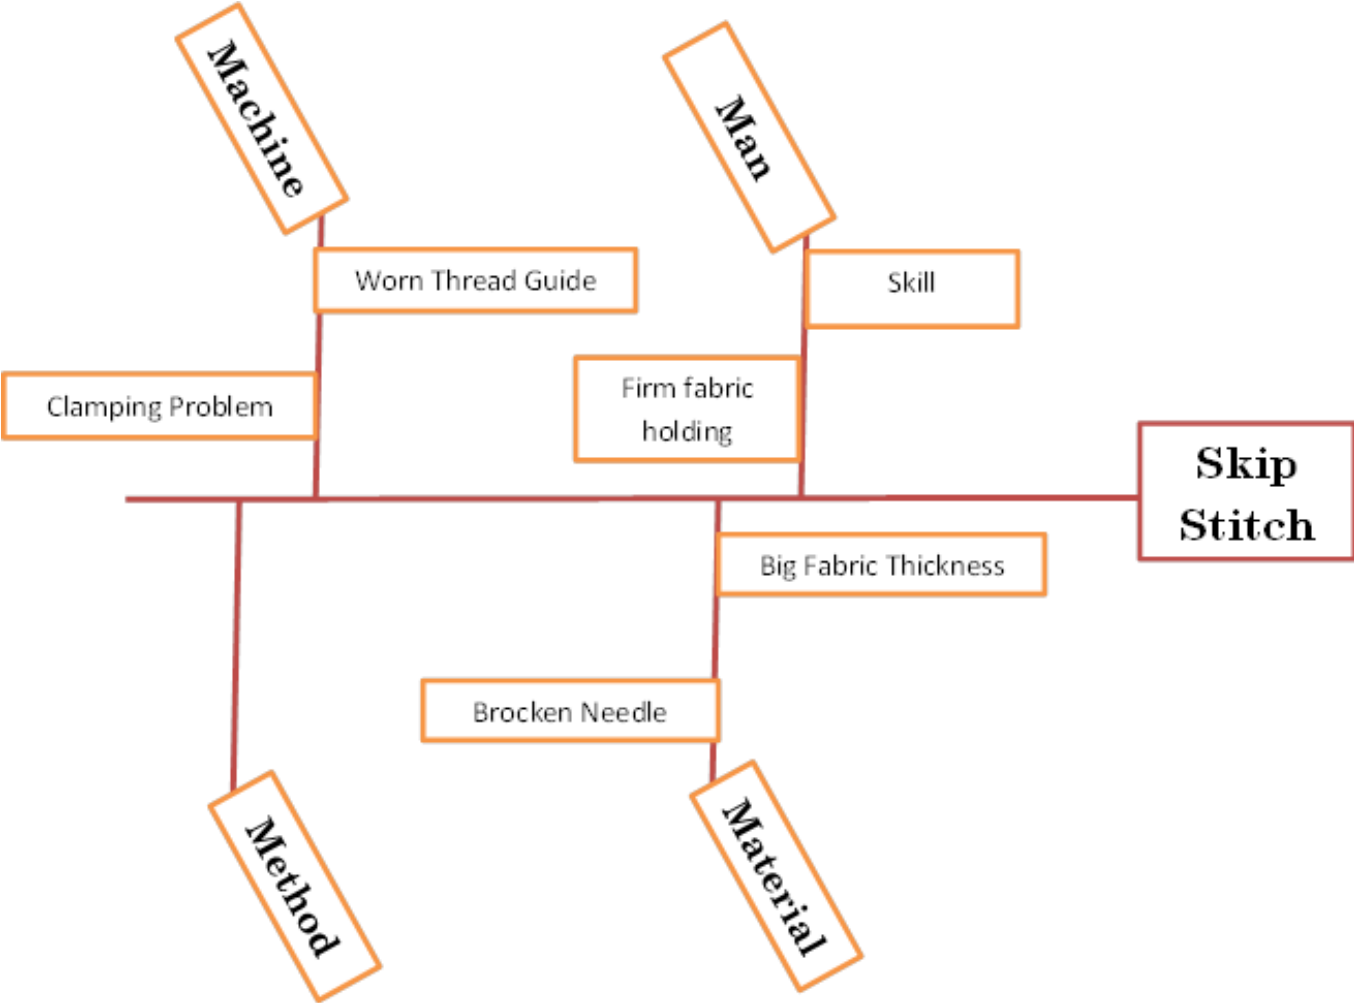 Machine
Man
Worn Thread Guide
Skill
Clamping Problem
Firm fabric
holding
Skip
Stitch
Big Fabric Thickness
Brocken Needle
Method
Material